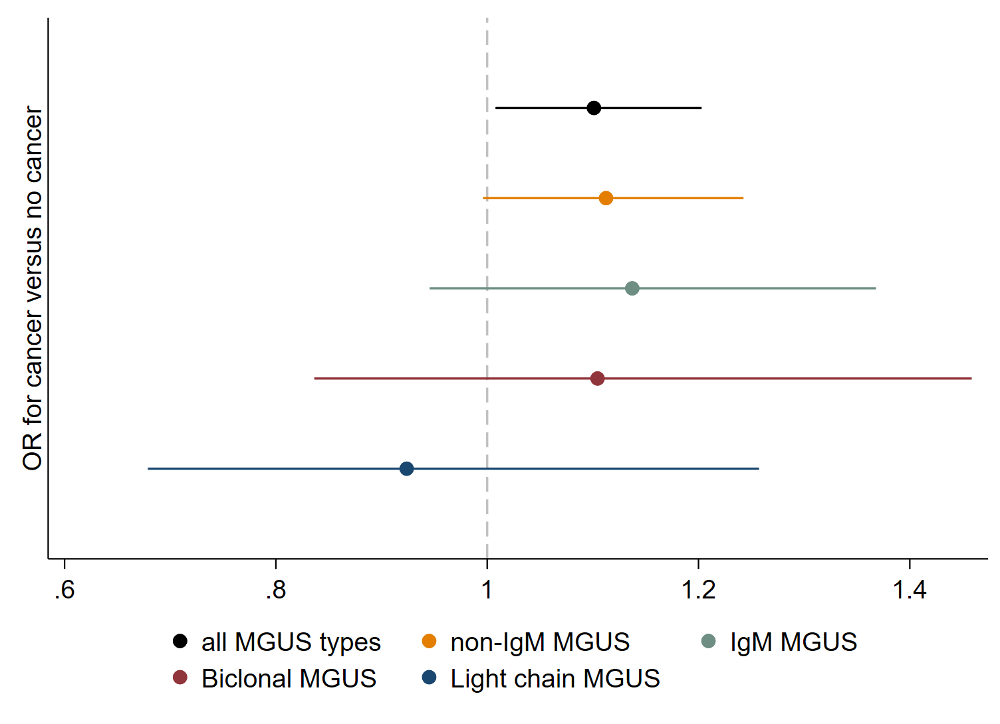 OR for cancer versus no cancer
.6 .8 1 1.2 1.4
all MGUS types non-IgM MGUS IgM MGUS
Biclonal MGUS Light chain MGUS